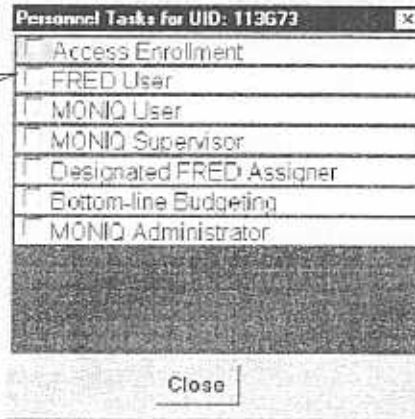 Personnel Tasks for UID: 113G73
Access Enrollment
FRED User
MONIQ User
MONIQ Supervisor
Designated FRED Assigner
Bottom-line Budgeting
MONIQ Administrator
Close